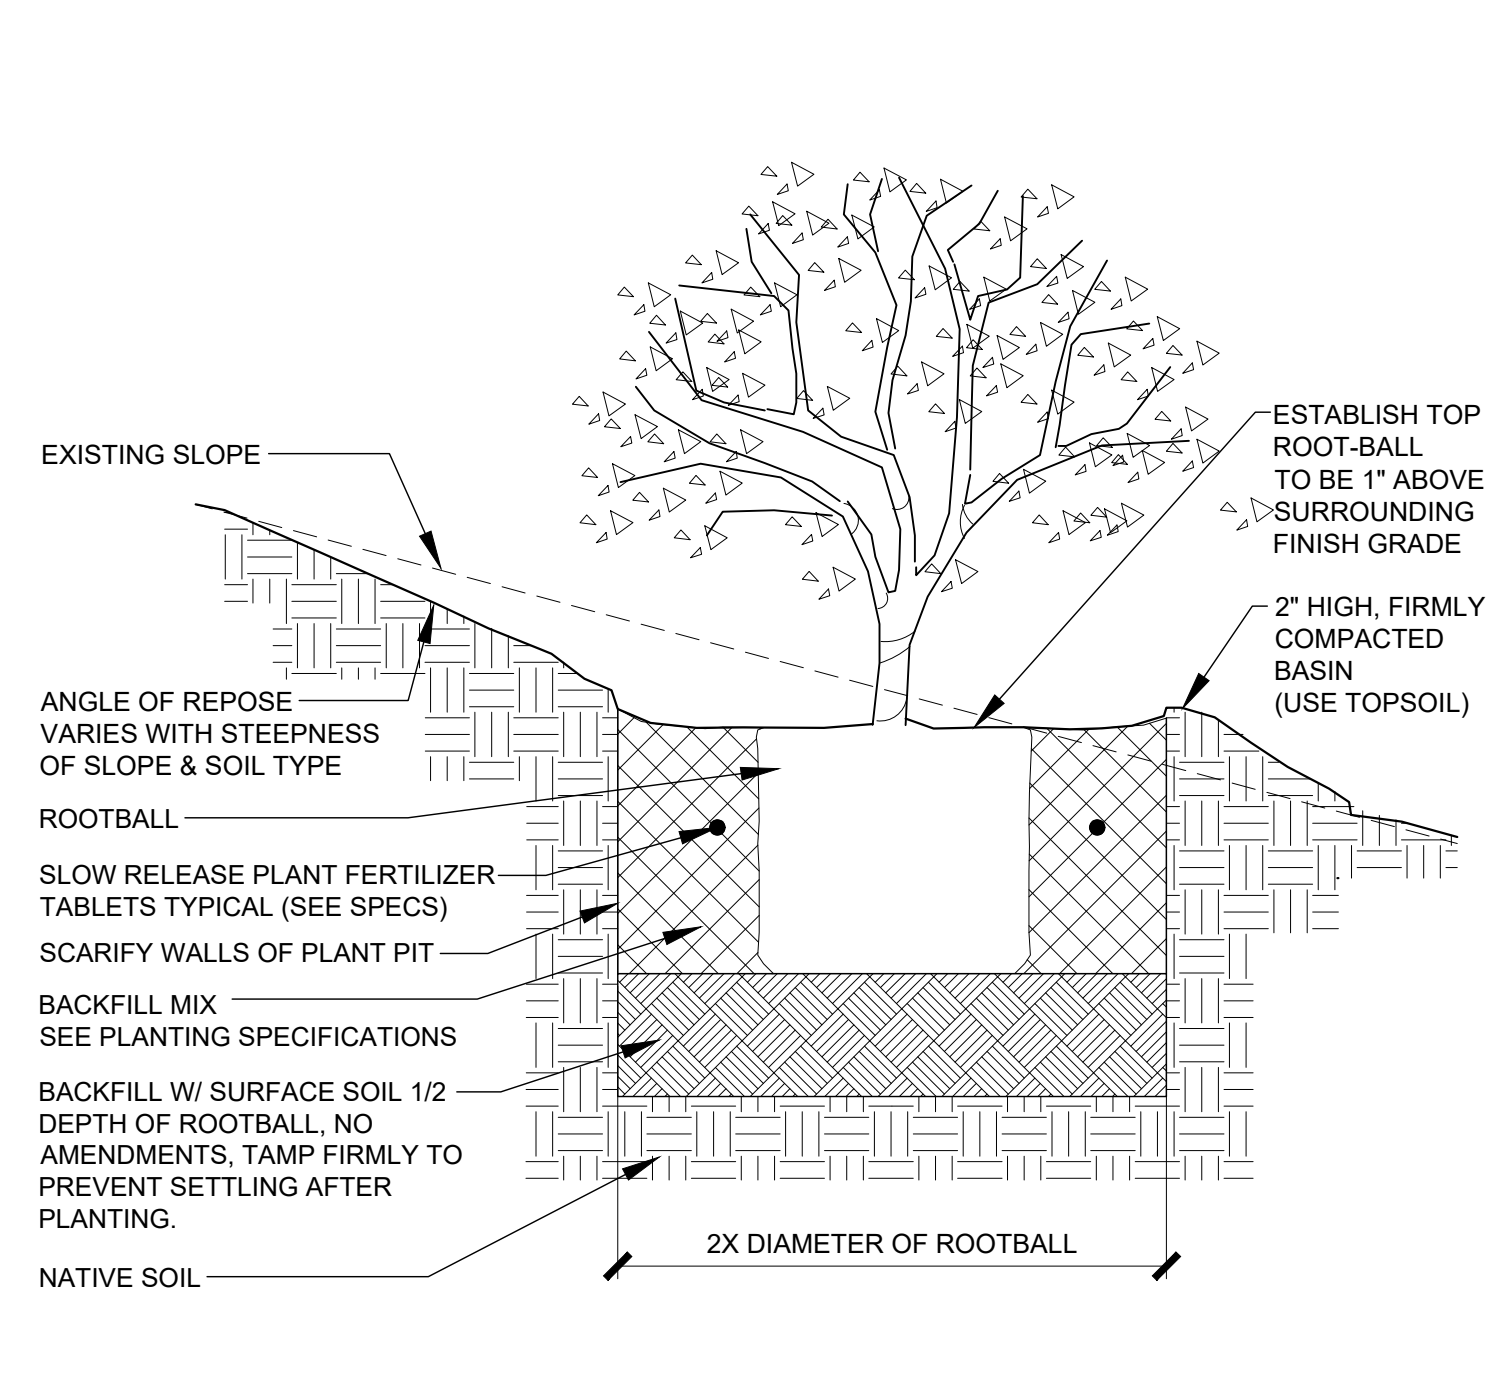 EXISTING SLOPE
ANGLE OF REPOSE
VARIES WITH STEEPNESS
OF SLOPE & SOIL TYPE
ROOTBALL
SLOW RELEASE PLANT FERTILIZER
TABLETS TYPICAL (SEE SPECS)
SCARIFY WALLS OF PLANT PIT
BACKFILL MIX
SEE PLANTING SPECIFICATIONS
BACKFILL W/ SURFACE SOIL 1/2
DEPTH OF ROOTBALL, NO
AMENDMENTS, TAMP FIRMLY TO
PREVENT SETTLING AFTER
PLANTING.
NATIVE SOIL
ESTABLISH TOP
ROOT-BALL
TO BE 1" ABOVE
SURROUNDING
FINISH GRADE
2" HIGH, FIRMLY
COMPACTED
BASIN
(USE TOPSOIL)
2X DIAMETER OF ROOTBALL